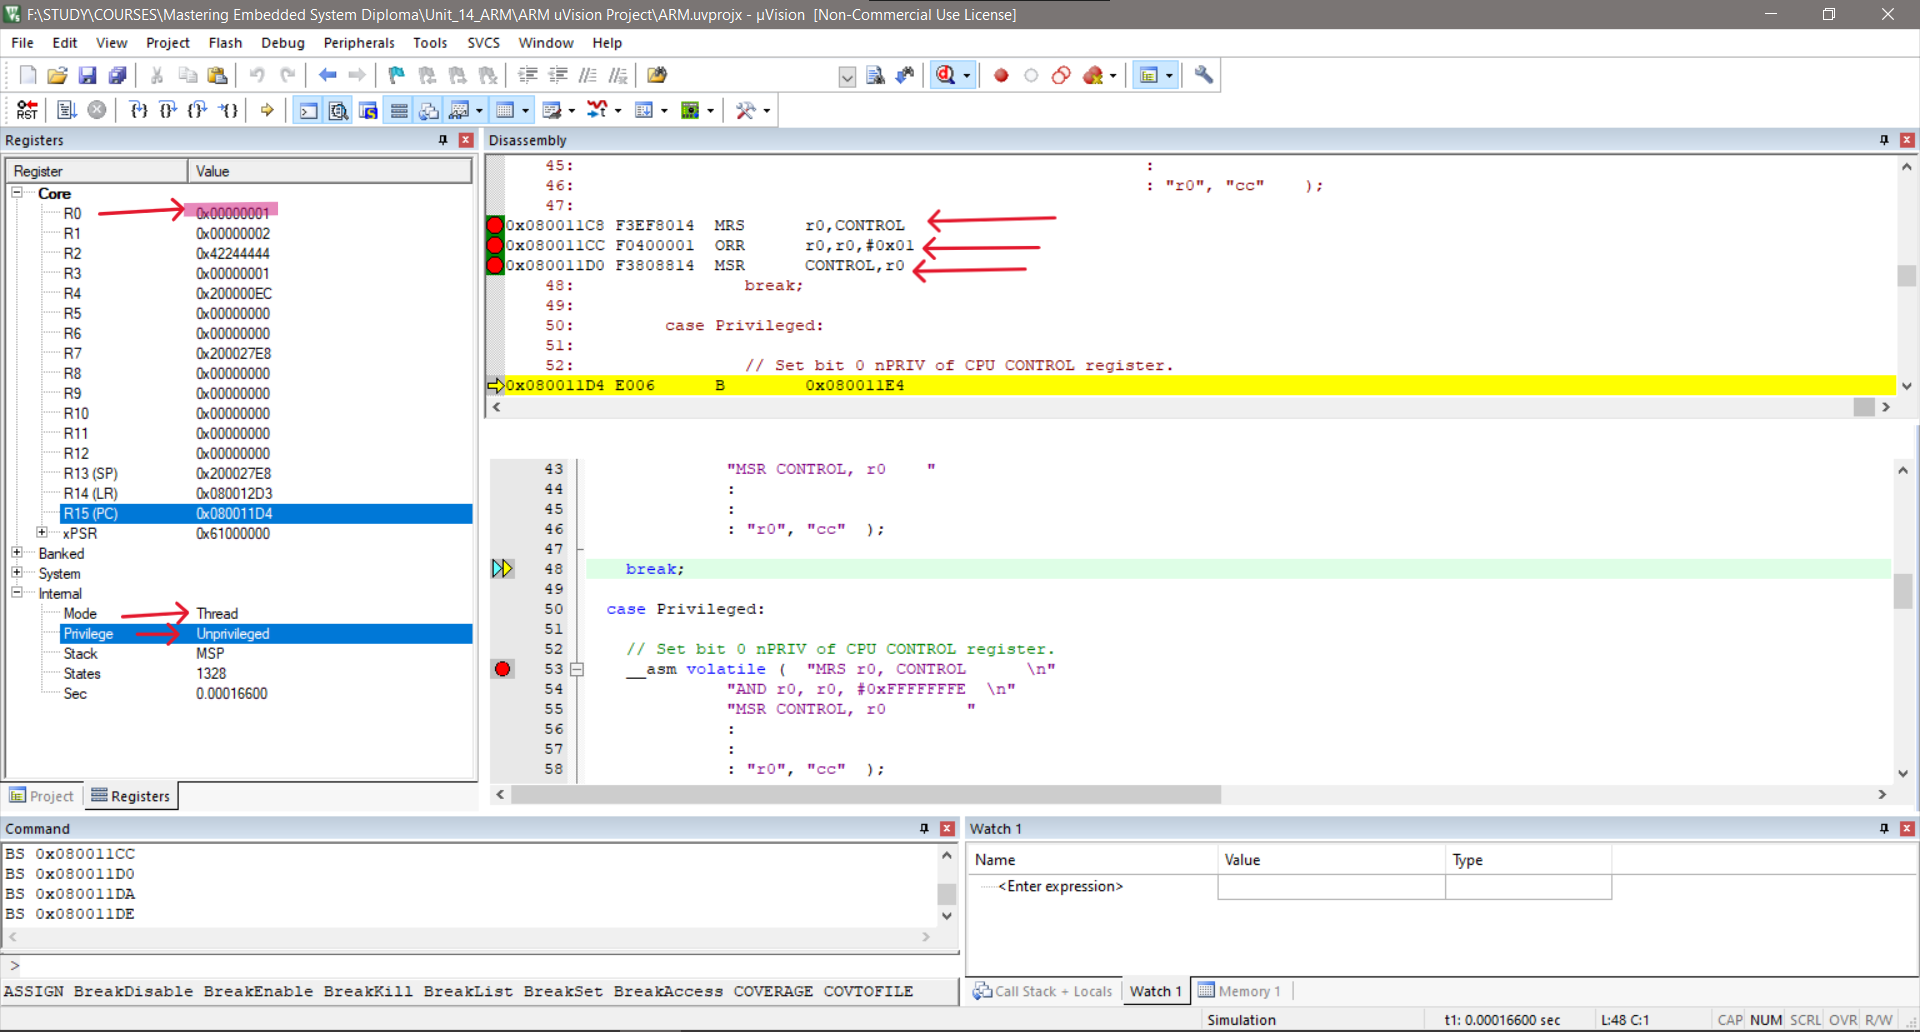 F:\STUDY\COURSES\Mastering Embedded System Diploma\Unit_14_ARM\ARM uVision Project\ARM.uvprojx - µVision  [Non-Commercial Use License]
File Edit View Project Flash Debug Peripherals Tools SVCS Window Help
RST
Registers
Register Value
Core
R0 0x00000001
R1 0x00000002
R2 0x42244444
R3 0x00000001
R4 0x200000EC
R5 0x00000000
R6 0x00000000
R7 0x200027E8
R8 0x00000000
R9 0x00000000
R10 0x00000000
R11 0x00000000
R12 0x00000000
R13 (SP) 0x200027E8
R14 (LR) 0x080012D3
R15 (PC) 0x080011D4
xPSR 0x61000000
Banked
System
Internal
Mode Thread
Privilege Unprivileged
Stack MSP
States 1328
Sec 0.00016600
Project Registers
Disassembly
45: :
46: : "r0", "cc" );
47:
0x080011C8 F3EF8014 MRS r0,CONTROL
0x080011CC F0400001 ORR r0,r0,#0x01
0x080011D0 F3808814 MSR CONTROL,r0
48: break;
49:
50: case Privileged:
51:
52: // Set bit 0 nPRIV of CPU CONTROL register.
0x080011D4 E006 B 0x080011E4
43 "MSR CONTROL, r0 "
44 :
45 :
46 : "r0", "cc" );
47
48 break;
49
50 case Privileged:
51
52 // Set bit 0 nPRIV of CPU CONTROL register.
53 __asm volatile ( "MRS r0, CONTROL \n"
54 "AND r0, r0, #0xFFFFFFFE \n"
55 "MSR CONTROL, r0 "
56 :
57 :
58 : "r0", "cc" );
Command
BS 0x080011CC
BS 0x080011D0
BS 0x080011DA
BS 0x080011DE
>
ASSIGN BreakDisable BreakEnable BreakKill BreakList BreakSet BreakAccess COVERAGE COVTOFILE
Watch 1
Name Value Type
<Enter expression>
Call Stack + Locals Watch 1 Memory 1
Simulation t1: 0.00016600 sec L:48 C:1 CAP NUM SCRL OVR R/W